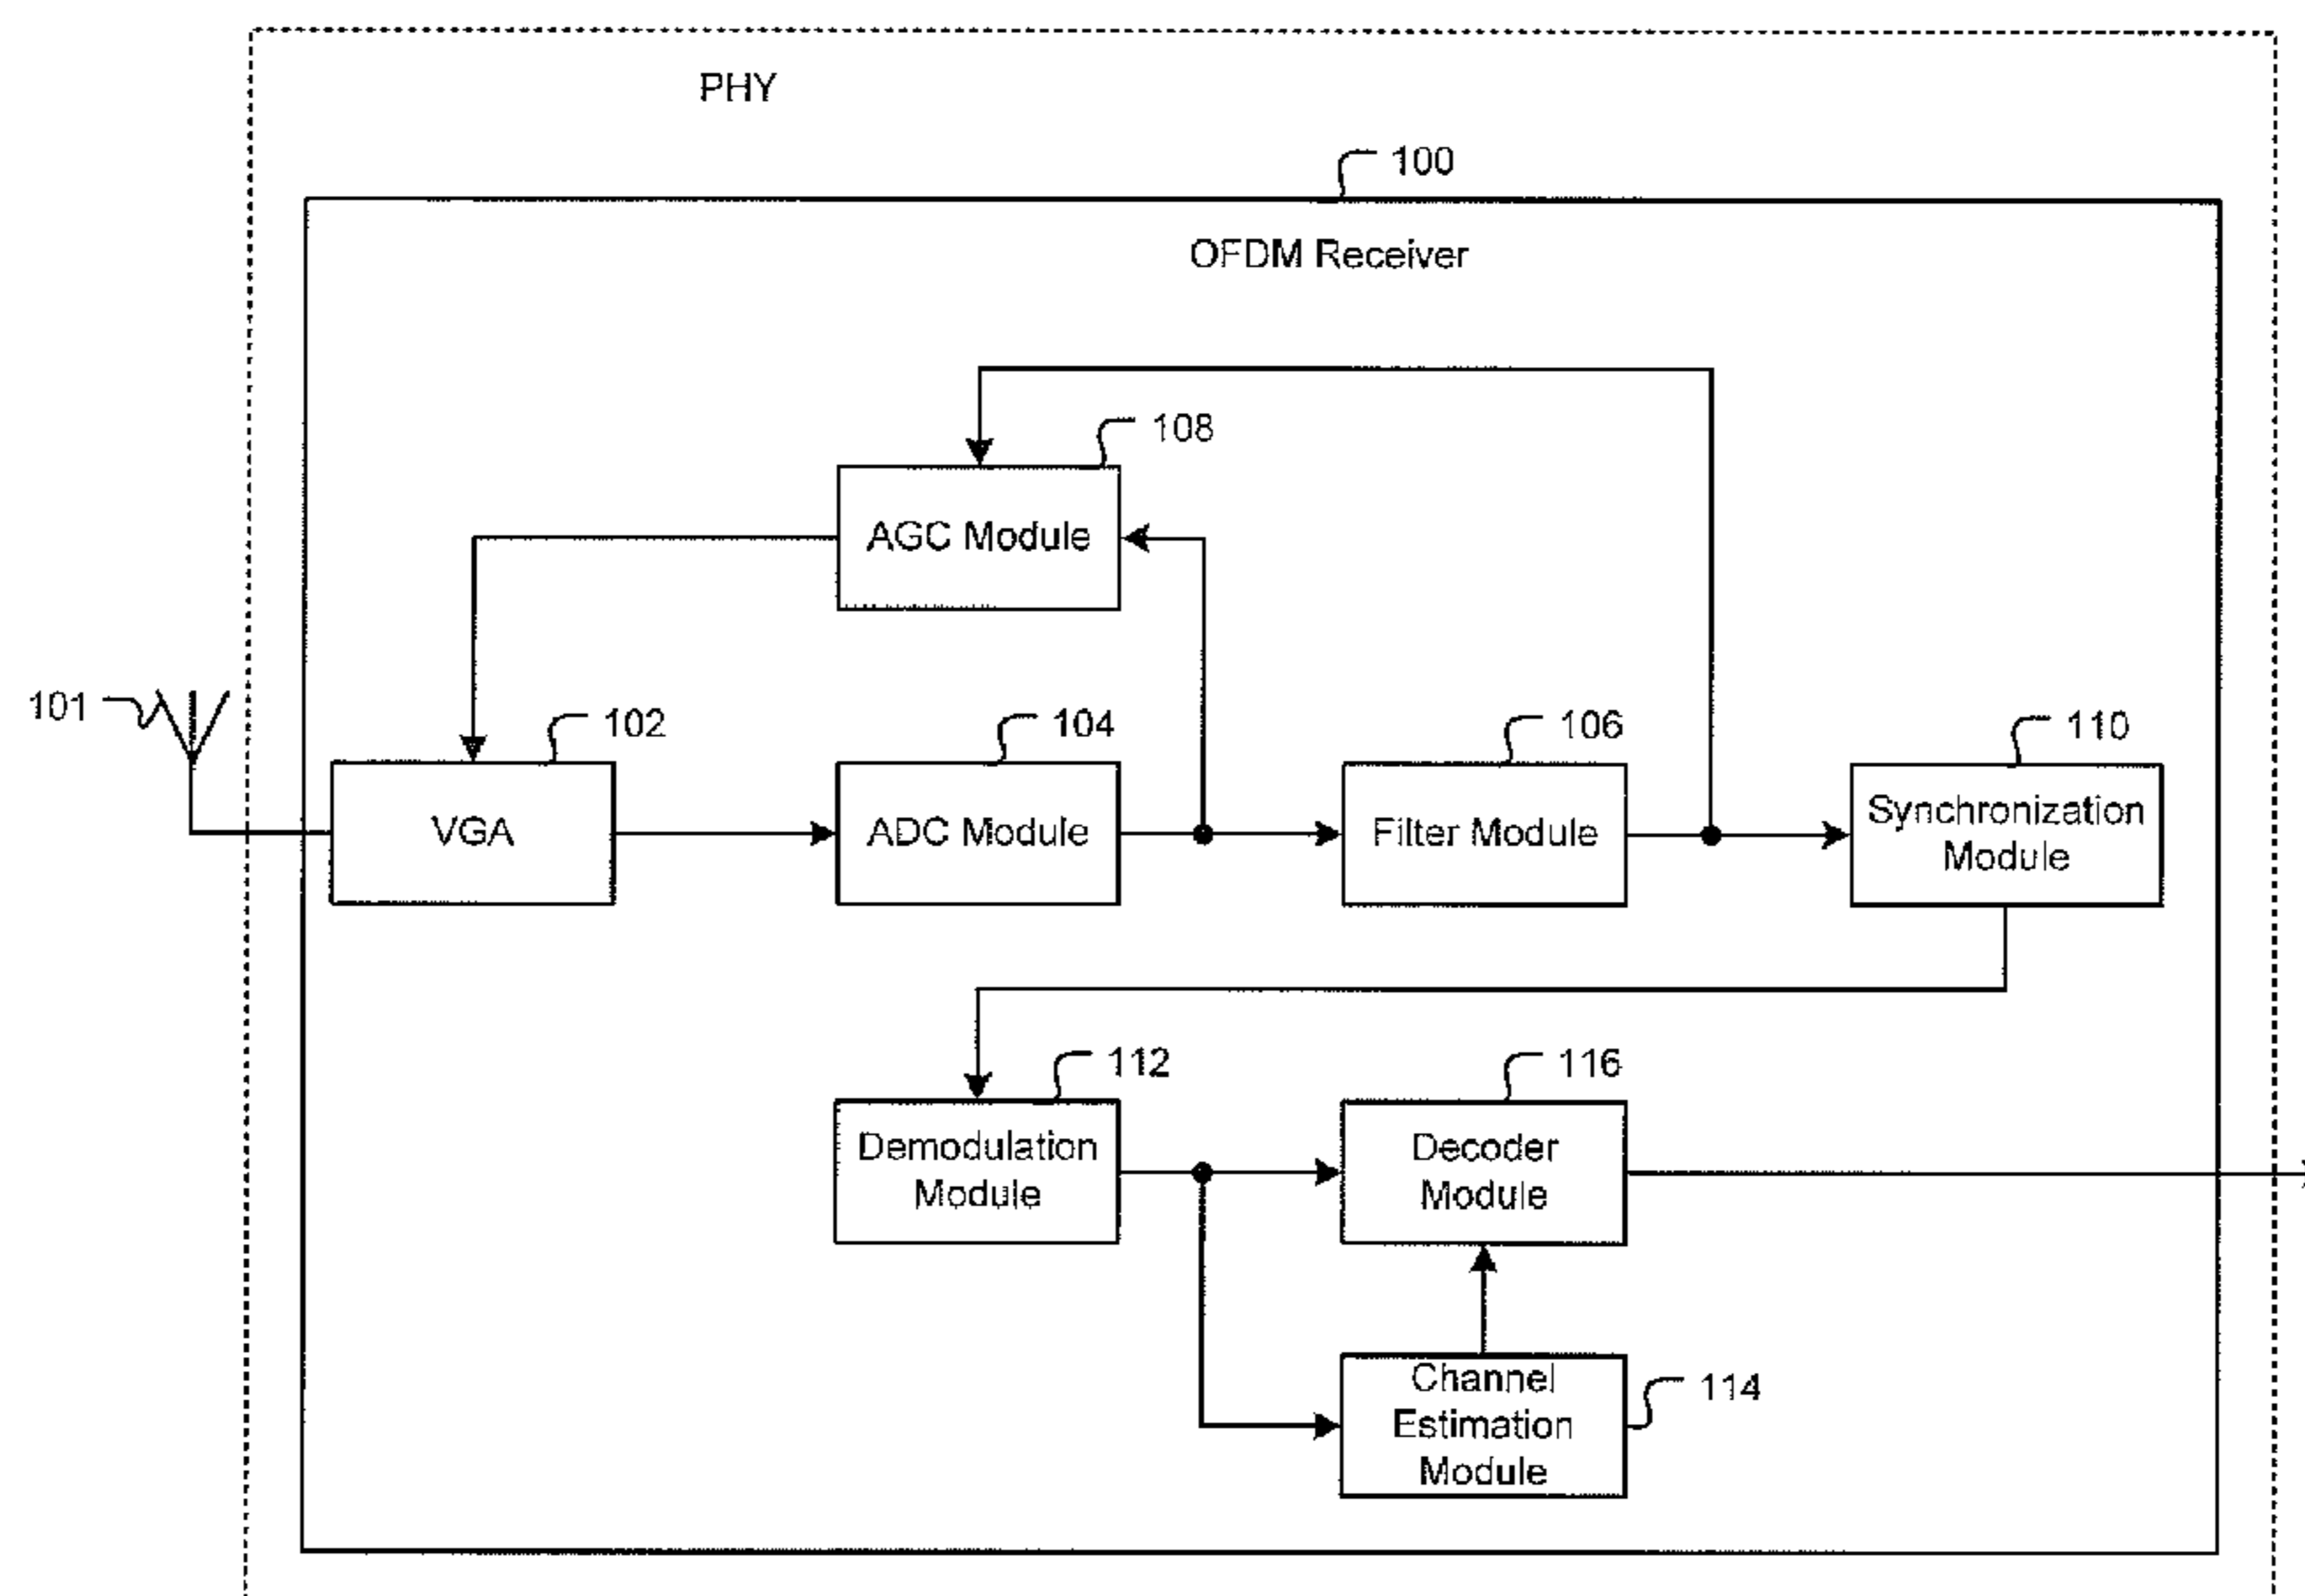 PHY
100
OFDM Receiver
108
AGC Module
101
102
104
106
110
VGA
ADC Module
Filter Module
Synchronization
Module
112
116
Demodulation
Module
Decoder
Module
Channel
Estimation
Module
114